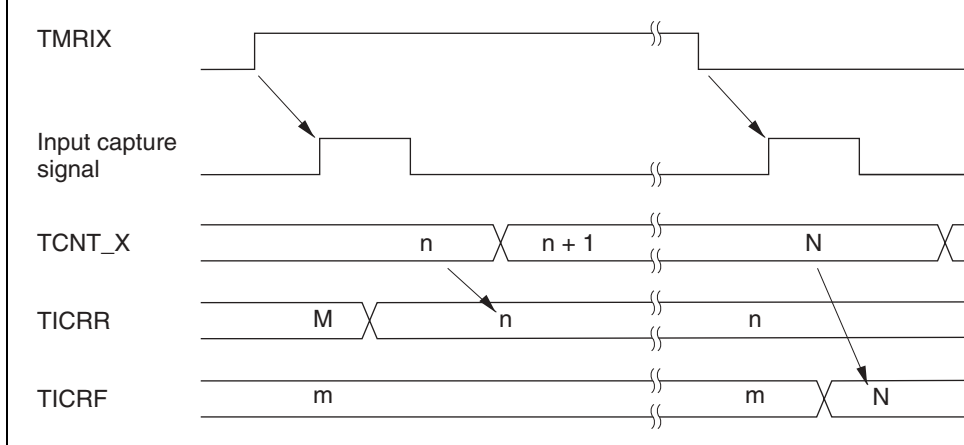 TMRIX
Input capture
signal
TCNT_X n n + 1 N
TICRR M n n
TICRF m m N